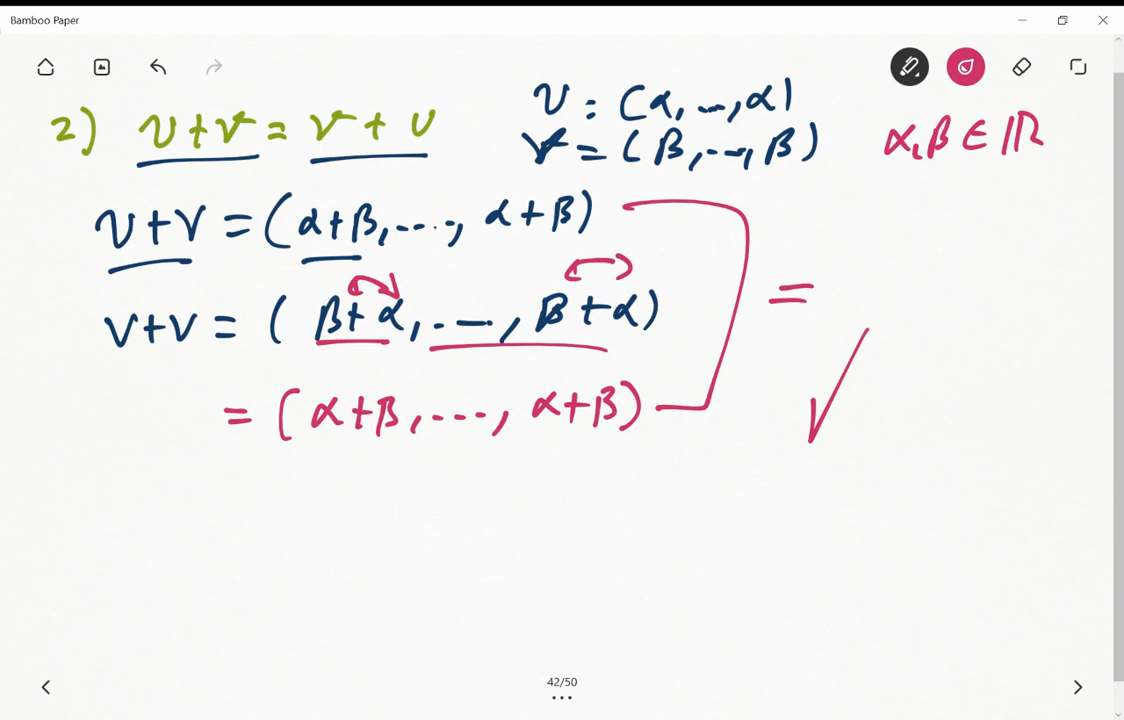 Bamboo Paper
2) υ + v = v + υ
υ = (α, ..., α)
v = (β, ..., β)
α, β ∈ ℝ
υ + v = (α+β, ..., α+β)
v + υ = (β+α, ..., β+α)
=
= (α+β, ..., α+β)
42/50